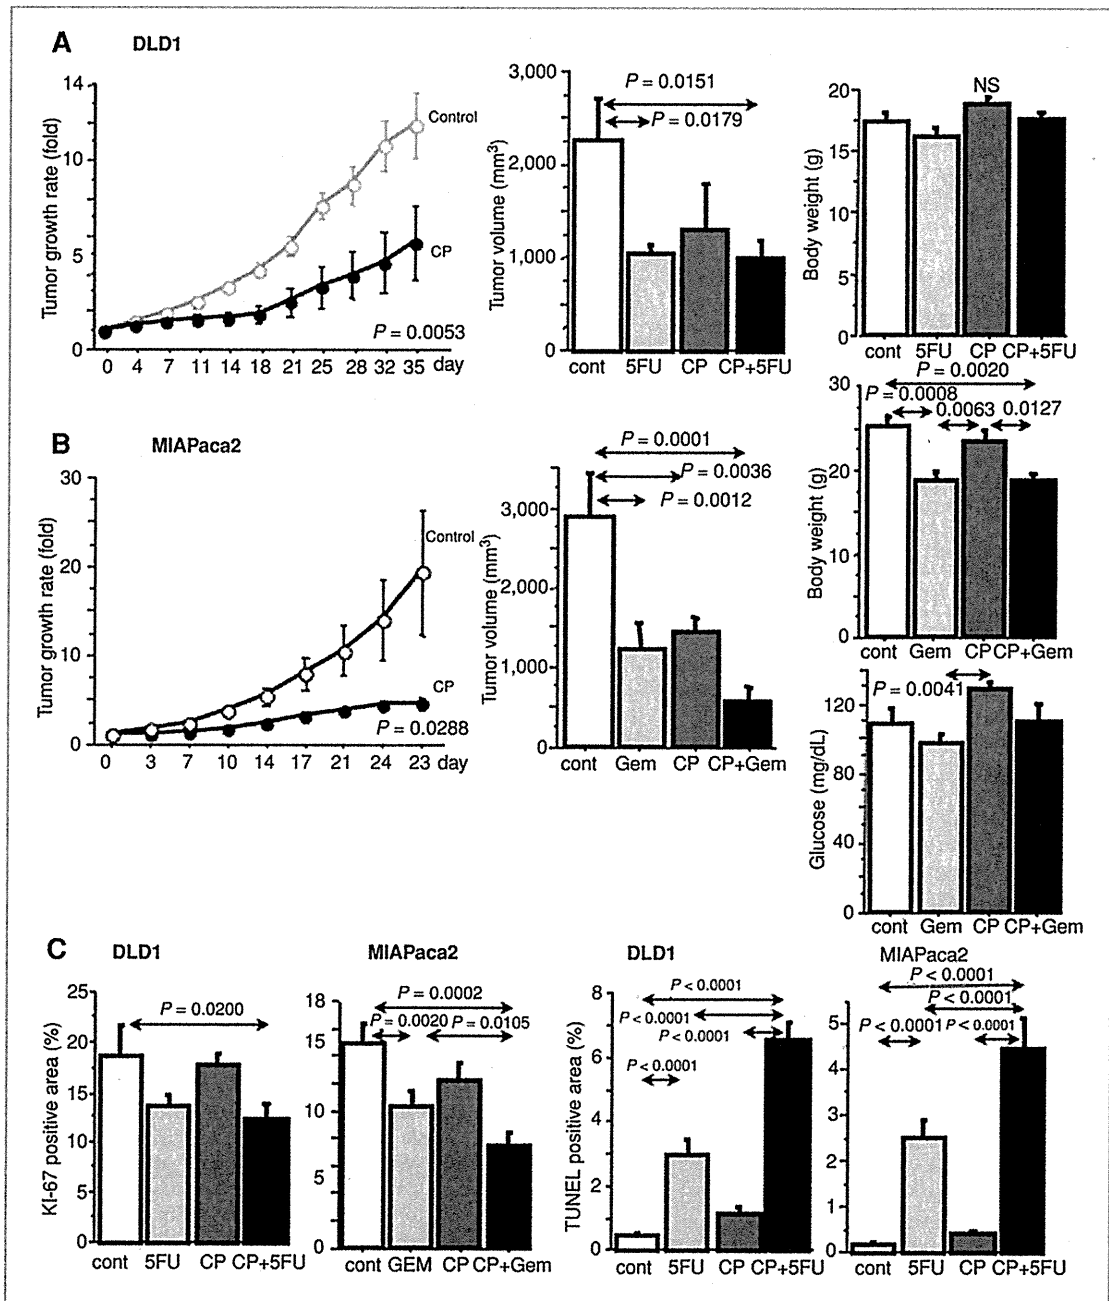 A DLD1
Tumor growth rate (fold)
14
12
5
2
0
Control
CP
P = 0.0053
0 4 7 11 14 18 21 25 28 32 35 day
Tumor volume (mm3)
3,000
2,000
1,000
0
P = 0.0151
P = 0.0179
cont 5FU CP CP+5FU
Body weight (g)
20
15
10
5
0
NS
cont 5FU CP CP+5FU
B MIAPaca2
Tumor growth rate (fold)
30
20
10
5
0
Control
CP
P = 0.0288
0 3 7 10 14 17 21 24 23 day
Tumor volume (mm3)
3,000
2,000
1,000
0
P = 0.0001
P = 0.0036
P = 0.0012
cont Gem CP CP+Gem
Body weight (g)
30
20
10
0
P = 0.0020
P = 0.0008
0.0063 0.0127
cont Gem CP CP+Gem
Glucose (mg/dL)
120
80
40
0
P = 0.0041
cont Gem CP CP+Gem
C DLD1
KI-67 positive area (%)
25
20
15
10
5
0
P = 0.0200
cont 5FU CP CP+5FU
MIAPaca2
18
15
10
5
0
P = 0.0002
P = 0.0020 P = 0.0105
cont GEM CP CP+Gem
DLD1
TUNEL positive area (%)
8
6
4
2
0
P < 0.0001
P < 0.0001
P < 0.0001
P < 0.0001
cont 5FU CP CP+5FU
MIAPaca2
5
4
3
2
1
0
P < 0.0001
P < 0.0001
P < 0.0001 P < 0.0001
cont 5FU CP CP+5FU